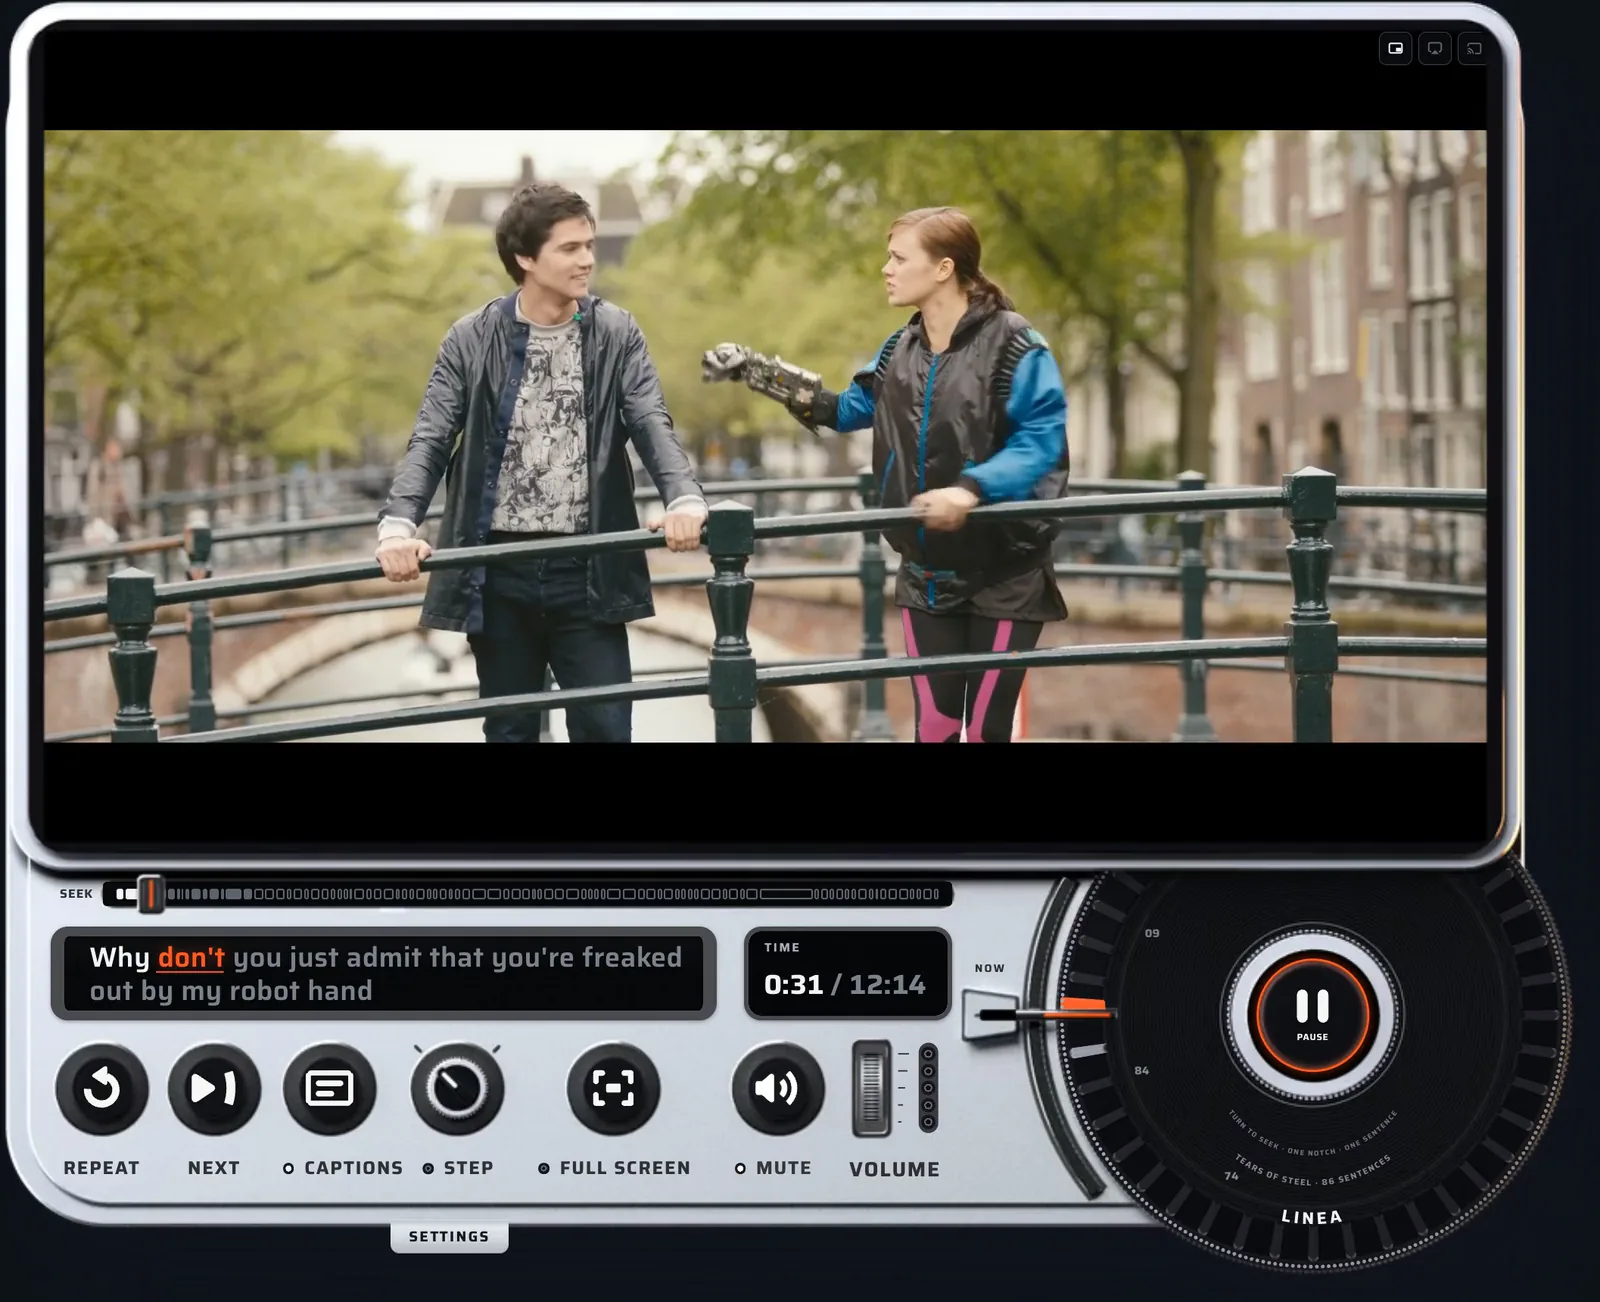 SEEK
Why don't you just admit that you're freaked
out by my robot hand
TIME
0:31 / 12:14
NOW
09
84
74
PAUSE
TURN TO SEEK · ONE NOTCH · ONE SENTENCE
TEARS OF STEEL · 86 SENTENCES
LINEA
REPEAT
NEXT
CAPTIONS
STEP
FULL SCREEN
MUTE
VOLUME
SETTINGS